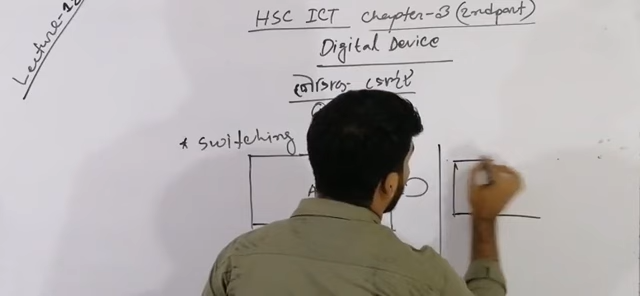 Lecture-12
HSC ICT chapter-3 (2nd part)
Digital Device
লজিক গেইট
* switching
A